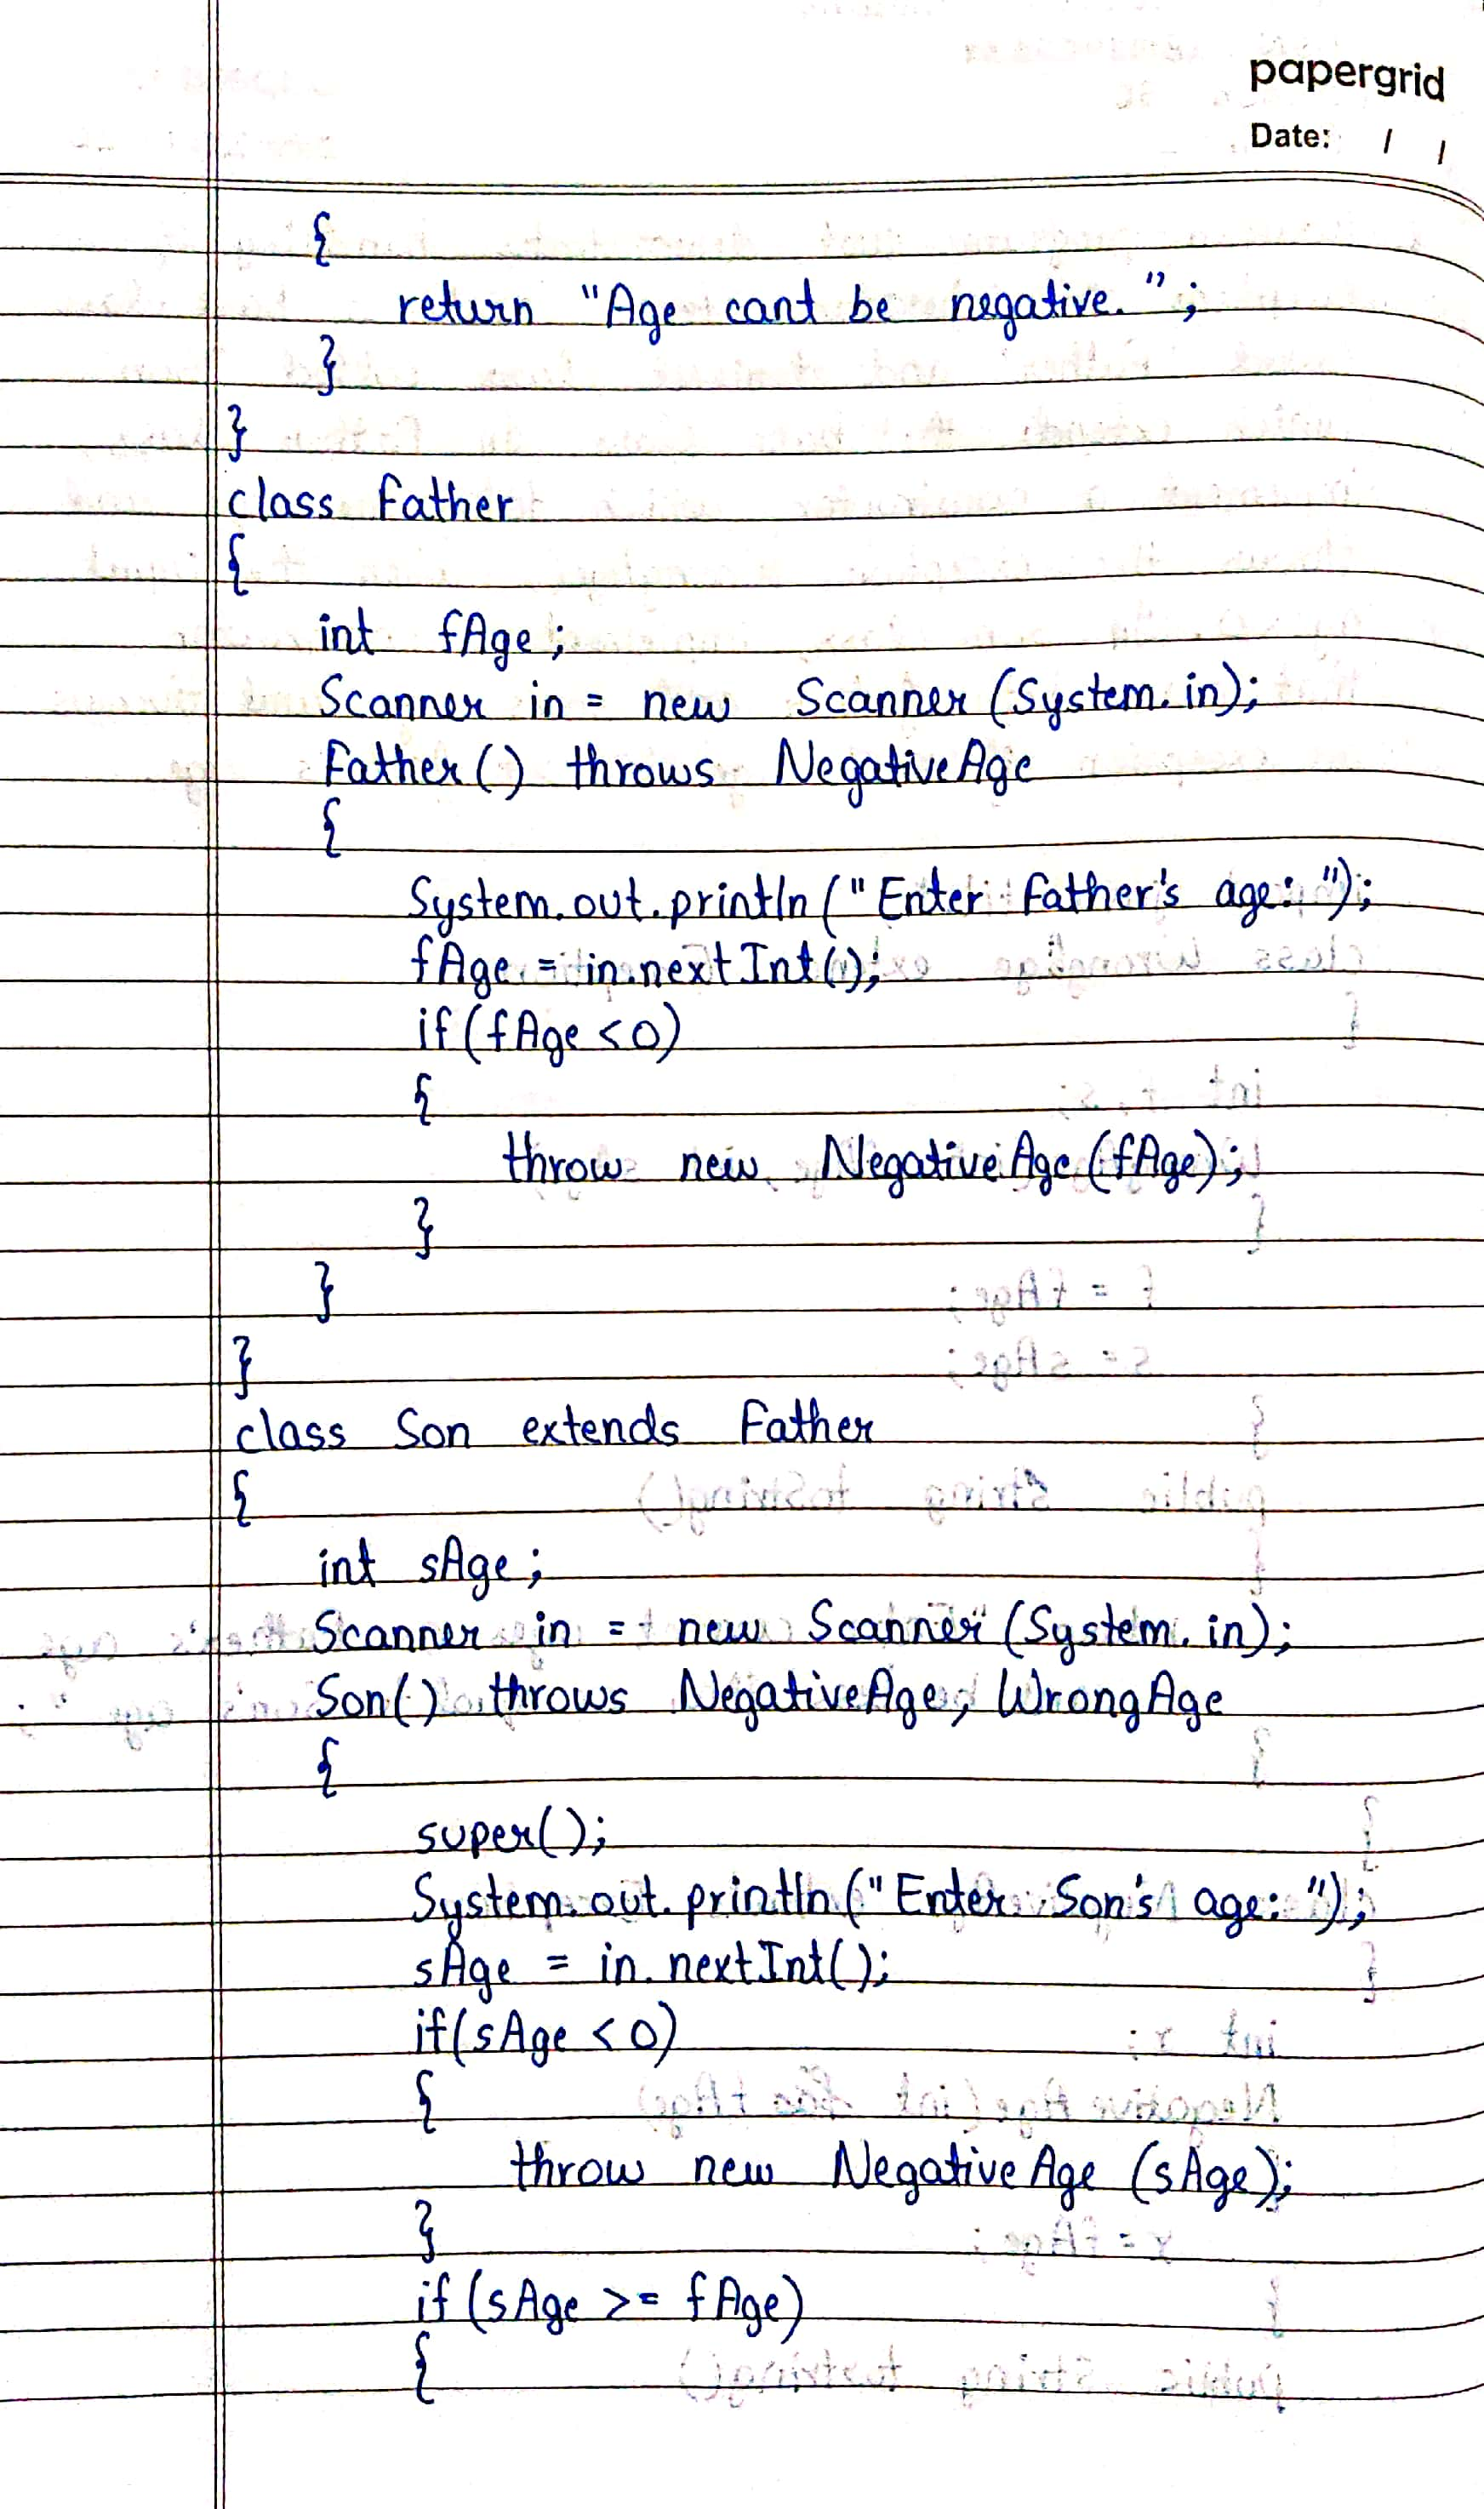 papergrid
Date: / /
{
return "Age cant be negative.";
}
}
class Father
{
int fAge;
Scanner in = new Scanner (System.in);
Father() throws NegativeAge
{
System.out.println("Enter Father's age: ");
fAge = in.nextInt();
if(fAge <0)
{
throw new NegativeAge(fAge);
}
}
}
class Son extends Father
{
int sAge;
Scanner in = new Scanner (System.in);
Son() throws NegativeAge, WrongAge
{
super();
System.out.println("Enter Son's age: ");
sAge = in.nextInt();
if(sAge <0)
{
throw new NegativeAge (sAge);
}
if (sAge >= fAge)
{